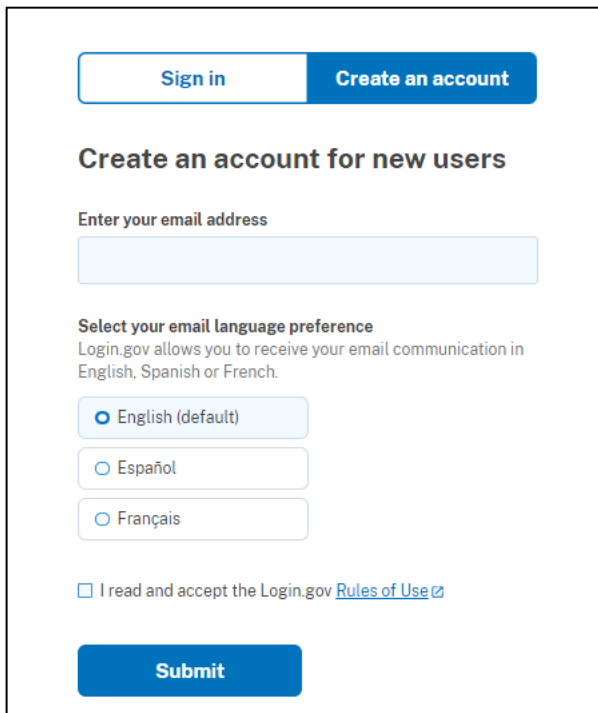 Sign in
Create an account
Create an account for new users
Enter your email address
Select your email language preference
Login.gov allows you to receive your email communication in
English, Spanish or French.
English (default)
Español
Français
I read and accept the Login.gov Rules of Use
Submit